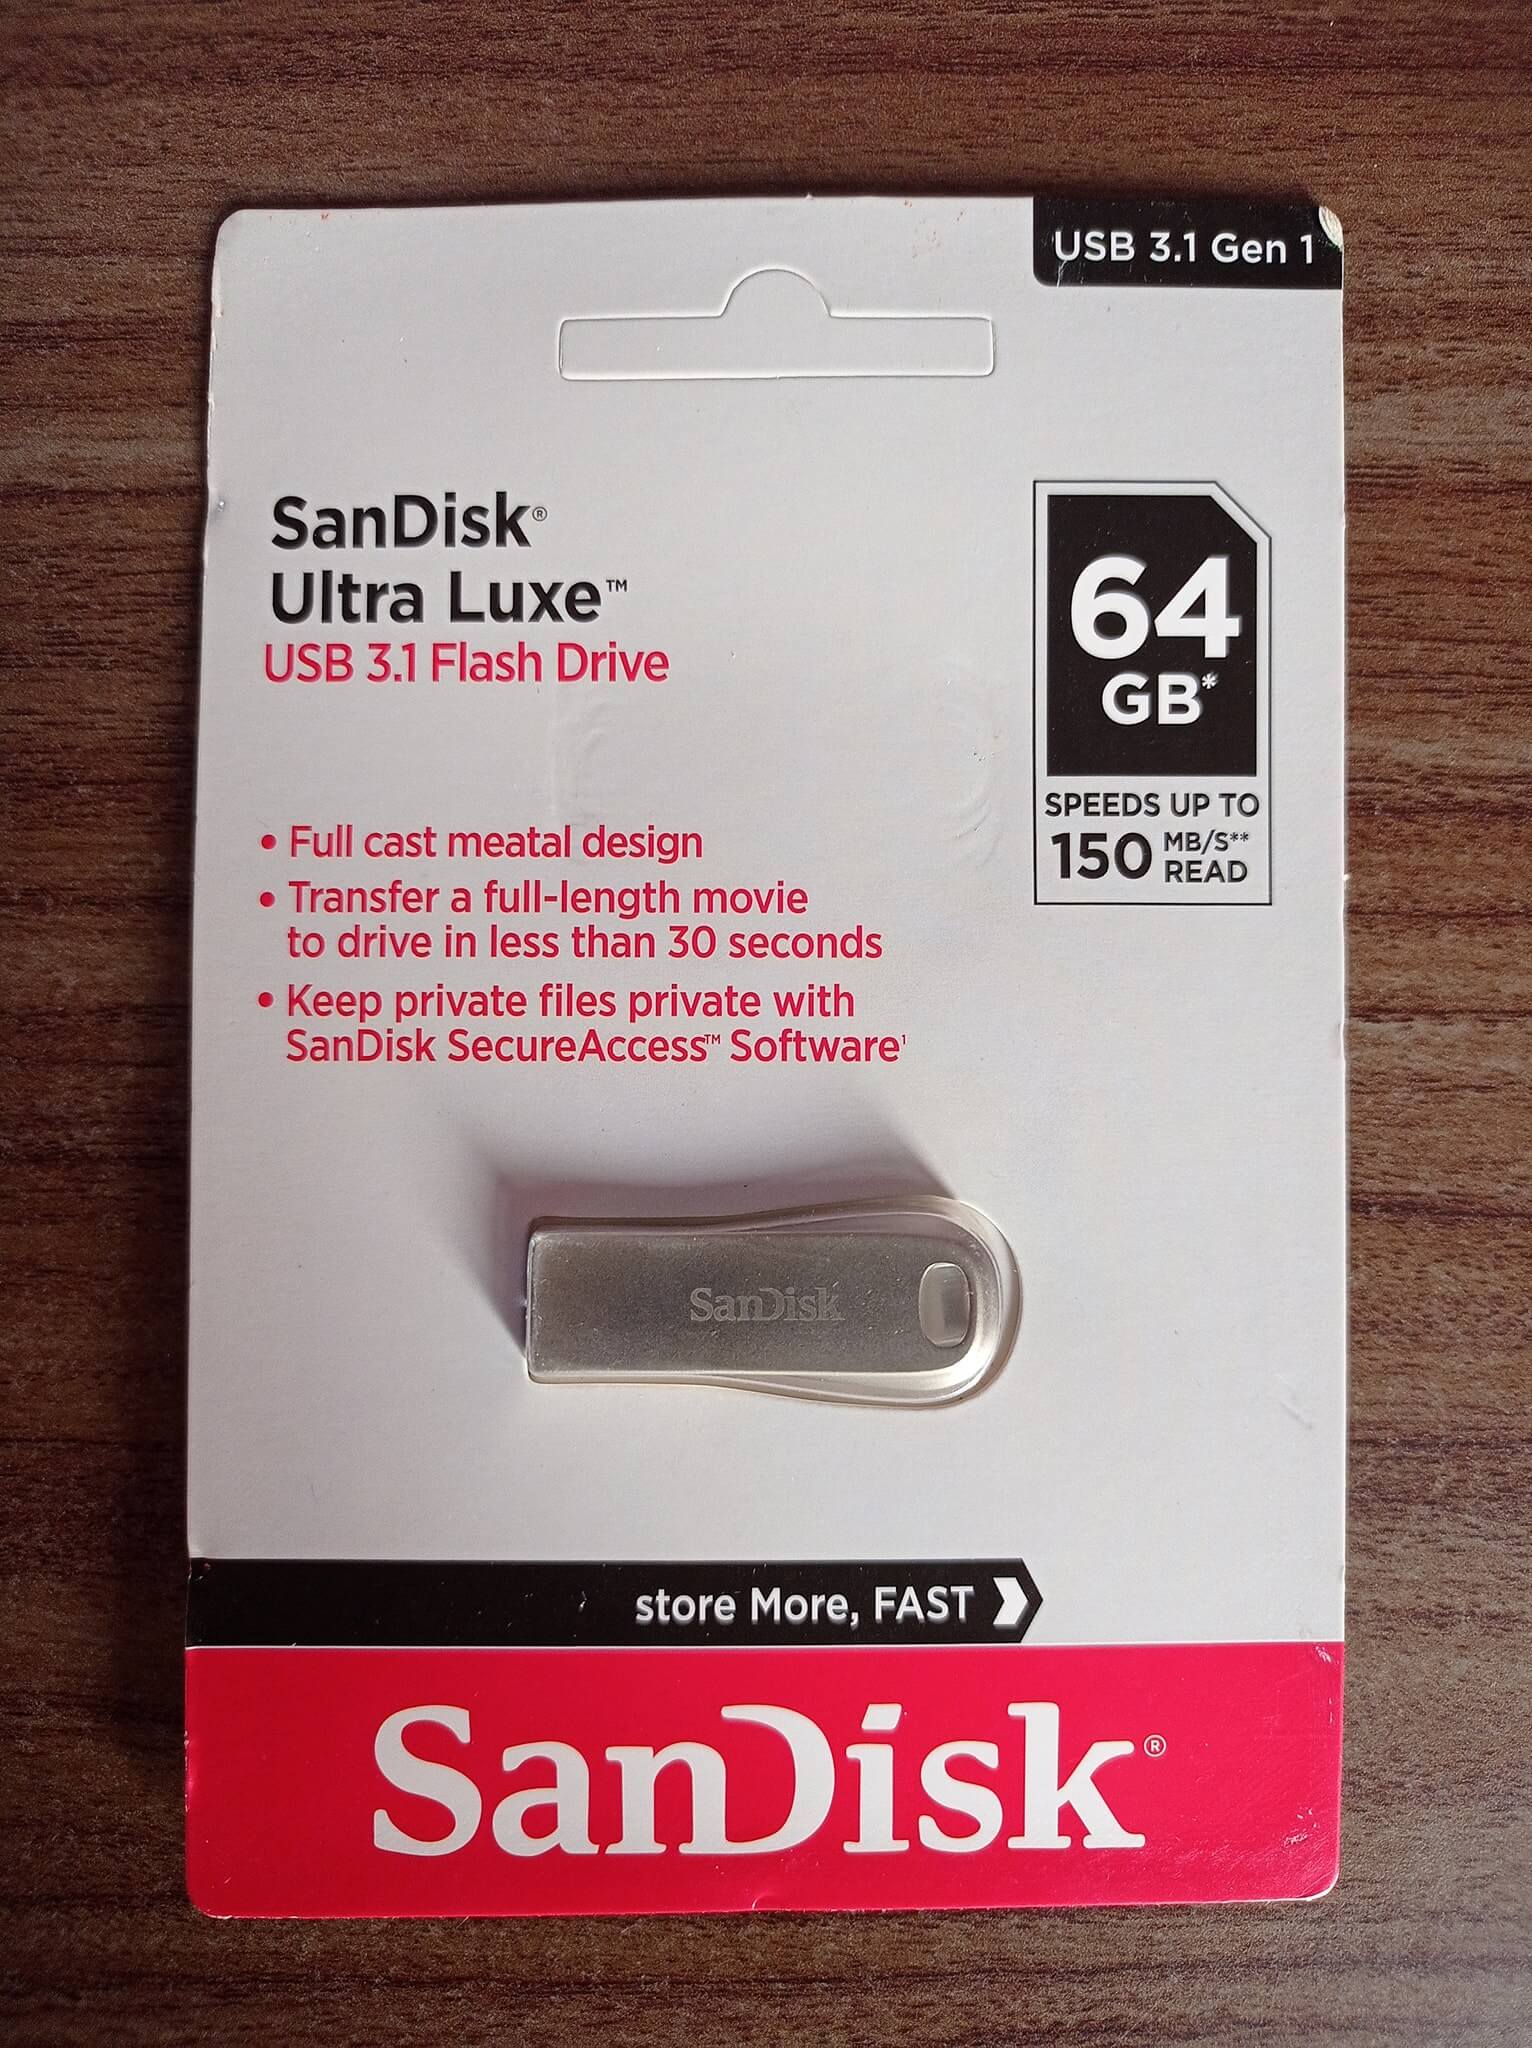 USB 3.1 Gen 1
SanDisk®
Ultra Luxe™
USB 3.1 Flash Drive
64
GB*
SPEEDS UP TO
150 MB/S**
READ
• Full cast meatal design
• Transfer a full-length movie
to drive in less than 30 seconds
• Keep private files private with
SanDisk SecureAccess™ Software¹
SanDisk
store More, FAST
SanDisk®